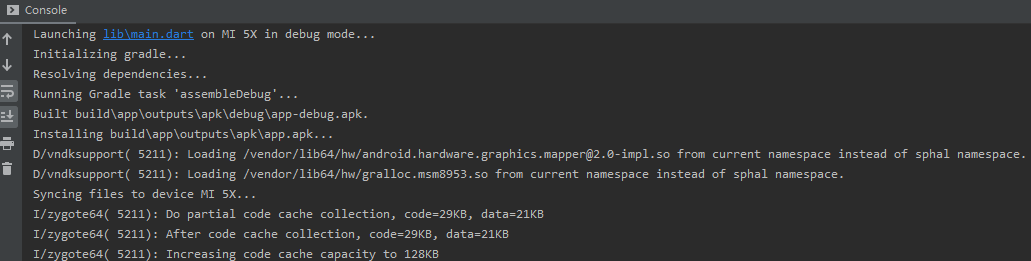 Console
Launching lib\main.dart on MI 5X in debug mode...
Initializing gradle...
Resolving dependencies...
Running Gradle task 'assembleDebug'...
Built build\app\outputs\apk\debug\app-debug.apk.
Installing build\app\outputs\apk\app.apk...
D/vndksupport( 5211): Loading /vendor/lib64/hw/android.hardware.graphics.mapper@2.0-impl.so from current namespace instead of sphal namespace.
D/vndksupport( 5211): Loading /vendor/lib64/hw/gralloc.msm8953.so from current namespace instead of sphal namespace.
Syncing files to device MI 5X...
I/zygote64( 5211): Do partial code cache collection, code=29KB, data=21KB
I/zygote64( 5211): After code cache collection, code=29KB, data=21KB
I/zygote64( 5211): Increasing code cache capacity to 128KB